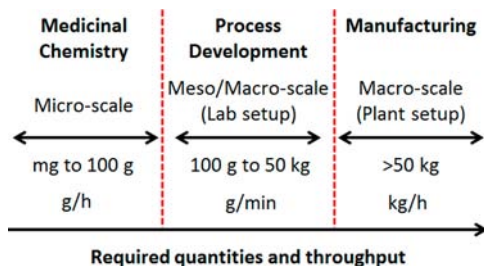 Medicinal Chemistry
Micro-scale
mg to 100 g
g/h
Process Development
Meso/Macro-scale
(Lab setup)
100 g to 50 kg
g/min
Manufacturing
Macro-scale
(Plant setup)
>50 kg
kg/h
Required quantities and throughput